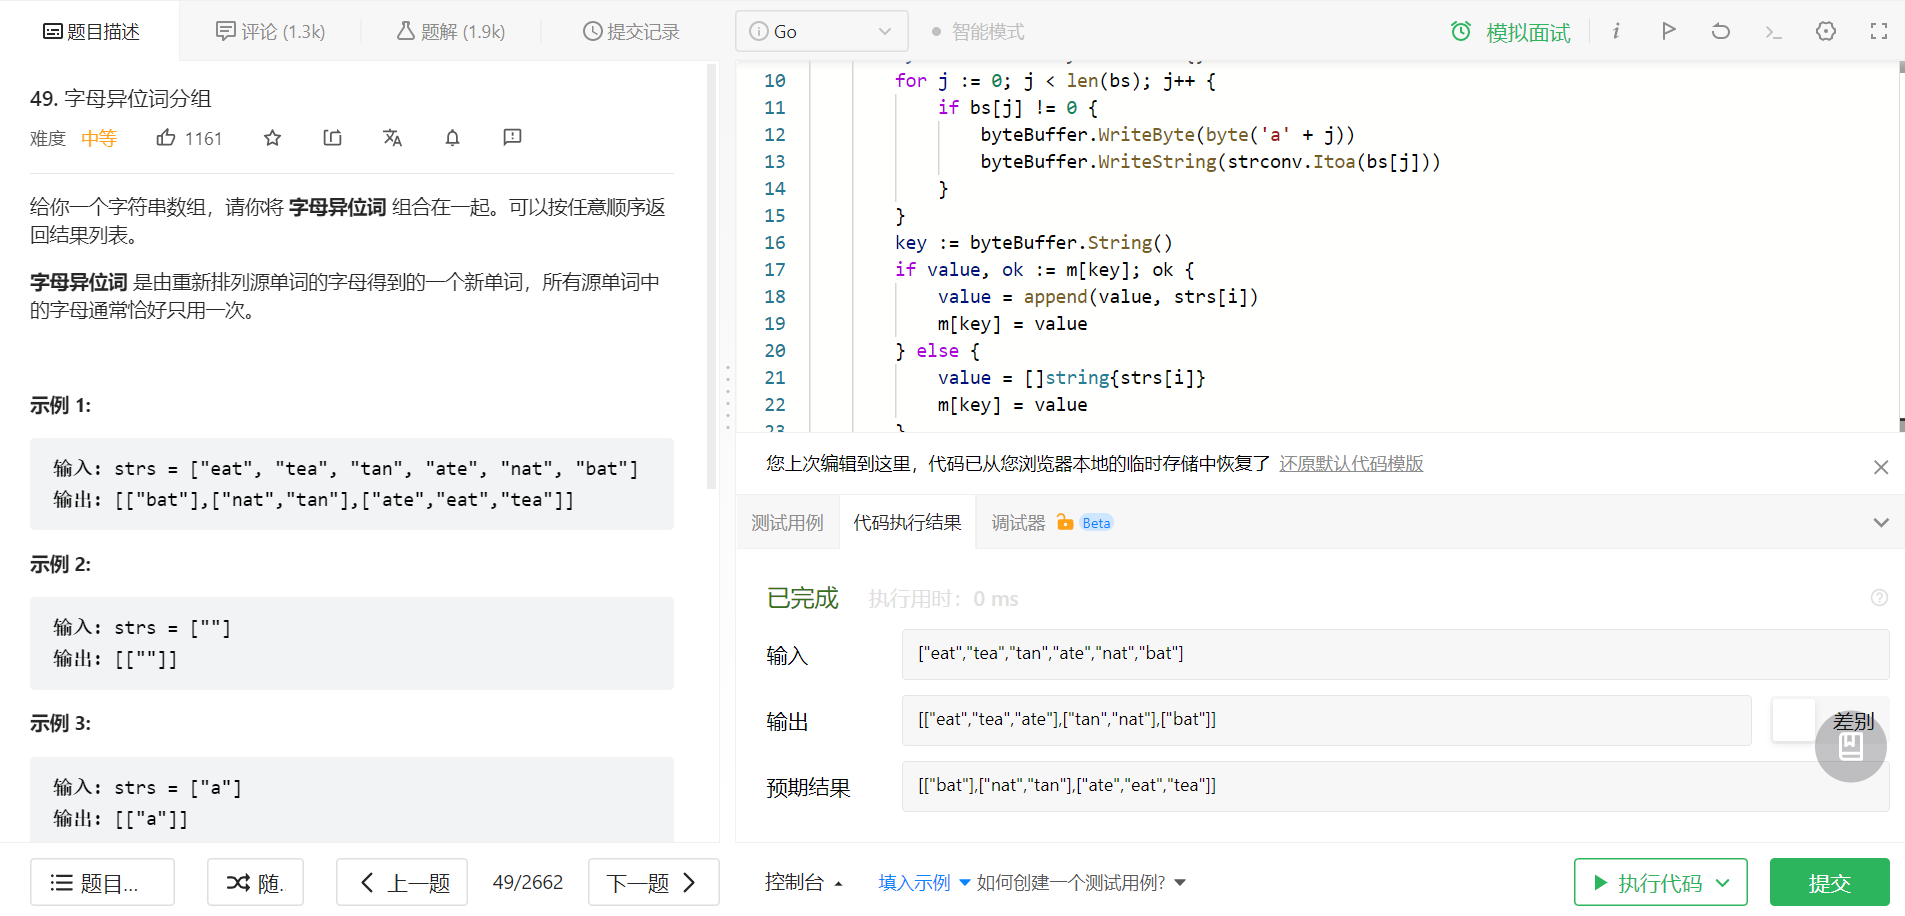 题目描述
评论 (1.3k)
题解 (1.9k)
提交记录
Go
智能模式
模拟面试
49. 字母异位词分组
难度 中等 1161
给你一个字符串数组，请你将 字母异位词 组合在一起。可以按任意顺序返
回结果列表。
字母异位词 是由重新排列源单词的字母得到的一个新单词，所有源单词中
的字母通常恰好只用一次。
示例 1:
输入: strs = ["eat", "tea", "tan", "ate", "nat", "bat"]
输出: [["bat"],["nat","tan"],["ate","eat","tea"]]
示例 2:
输入: strs = [""]
输出: [[""]]
示例 3:
输入: strs = ["a"]
输出: [["a"]]
题目...
随.
上一题
49/2662
下一题
10 for j := 0; j < len(bs); j++ {
11 if bs[j] != 0 {
12 byteBuffer.WriteByte(byte('a' + j))
13 byteBuffer.WriteString(strconv.Itoa(bs[j]))
14 }
15 }
16 key := byteBuffer.String()
17 if value, ok := m[key]; ok {
18 value = append(value, strs[i])
19 m[key] = value
20 } else {
21 value = []string{strs[i]}
22 m[key] = value
23 }
您上次编辑到这里，代码已从您浏览器本地的临时存储中恢复了 还原默认代码模版
测试用例
代码执行结果
调试器 Beta
已完成 执行用时: 0 ms
输入 ["eat","tea","tan","ate","nat","bat"]
输出 [["eat","tea","ate"],["tan","nat"],["bat"]]
差别
预期结果 [["bat"],["nat","tan"],["ate","eat","tea"]]
控制台
填入示例
如何创建一个测试用例?
执行代码
提交